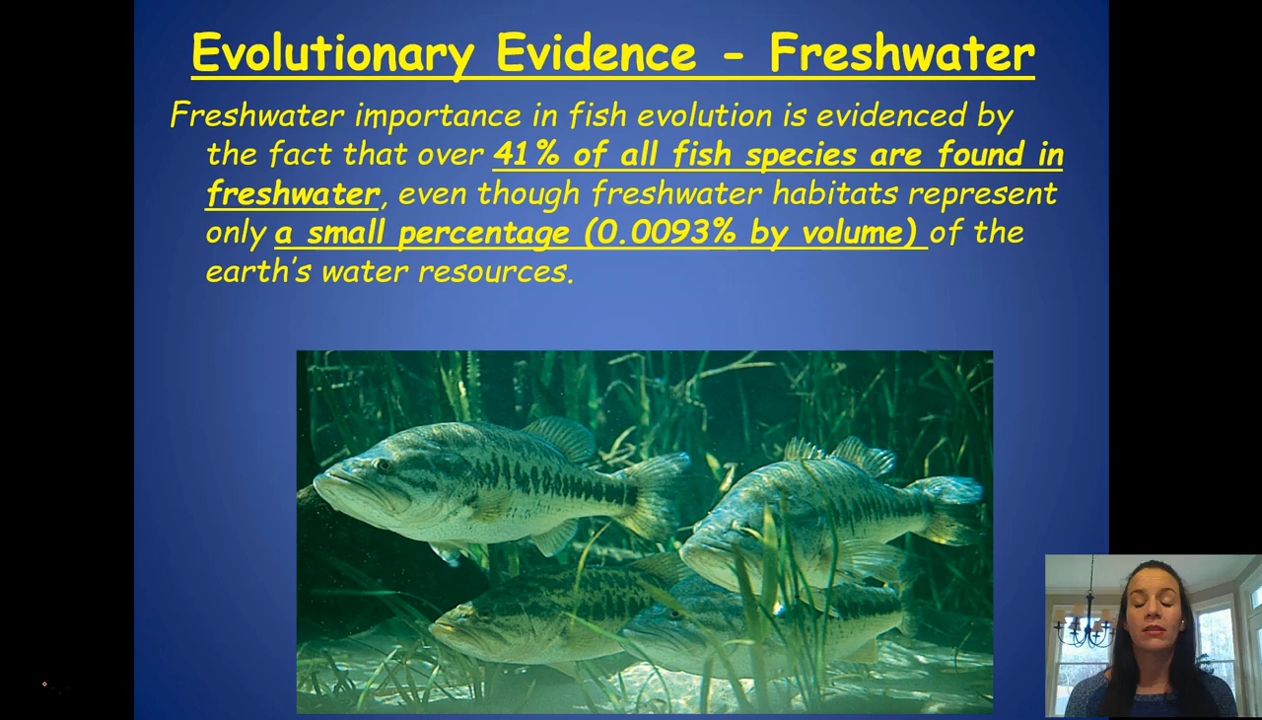 Evolutionary Evidence - Freshwater
Freshwater importance in fish evolution is evidenced by
the fact that over 41% of all fish species are found in
freshwater, even though freshwater habitats represent
only a small percentage (0.0093% by volume) of the
earth's water resources.